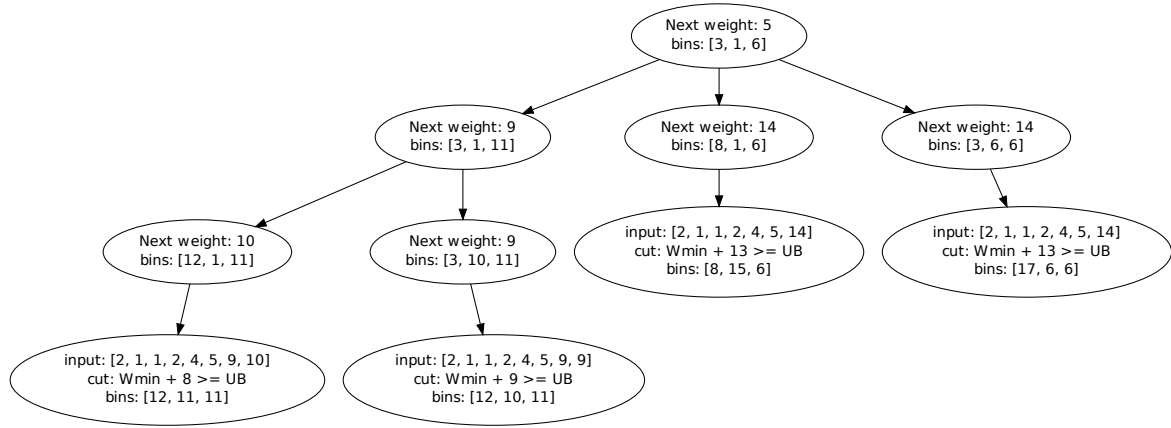 Next weight: 5
bins: [3, 1, 6]
Next weight: 9
bins: [3, 1, 11]
Next weight: 14
bins: [8, 1, 6]
Next weight: 14
bins: [3, 6, 6]
Next weight: 10
bins: [12, 1, 11]
Next weight: 9
bins: [3, 10, 11]
input: [2, 1, 1, 2, 4, 5, 14]
cut: Wmin + 13 >= UB
bins: [8, 15, 6]
input: [2, 1, 1, 2, 4, 5, 14]
cut: Wmin + 13 >= UB
bins: [17, 6, 6]
input: [2, 1, 1, 2, 4, 5, 9, 10]
cut: Wmin + 8 >= UB
bins: [12, 11, 11]
input: [2, 1, 1, 2, 4, 5, 9, 9]
cut: Wmin + 9 >= UB
bins: [12, 10, 11]